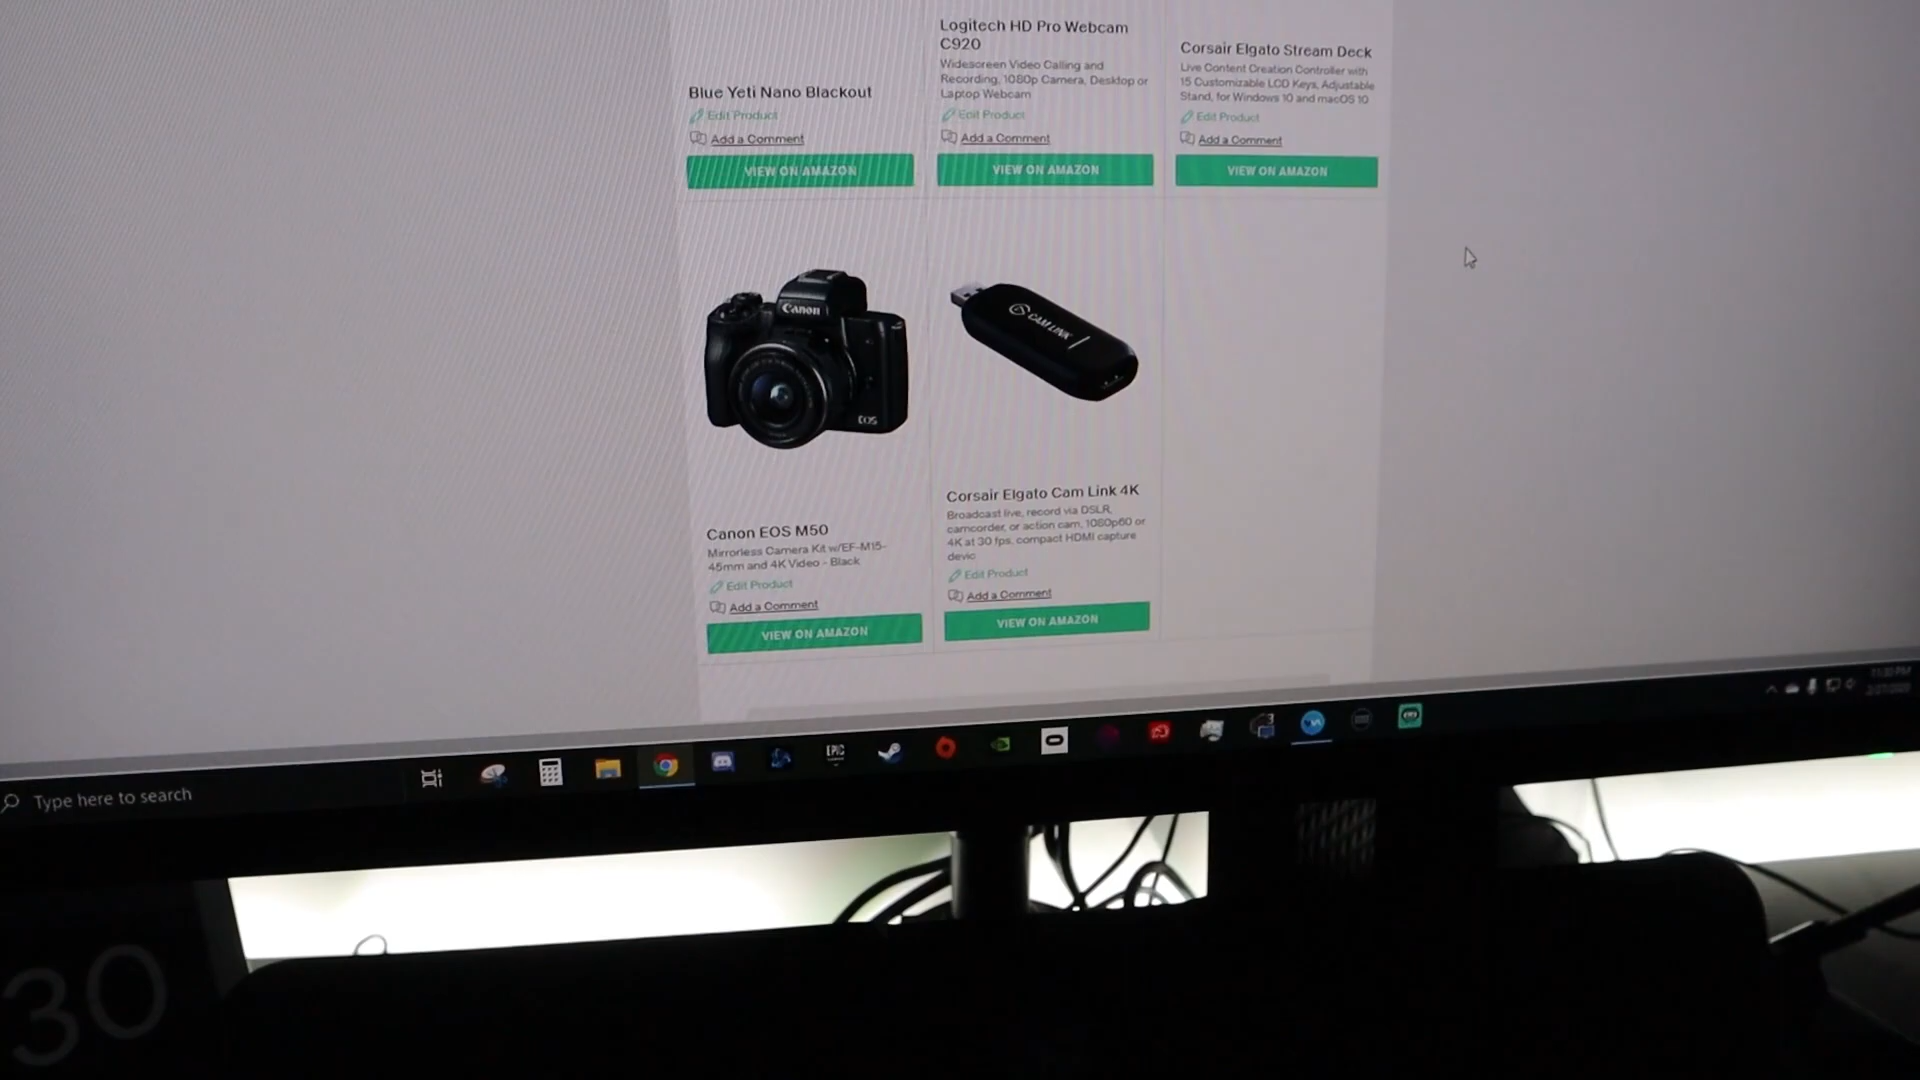 Blue Yeti Nano Blackout
Edit Product
Add a Comment
VIEW ON AMAZON
Logitech HD Pro Webcam
C920
Widescreen Video Calling and
Recording, 1080p Camera, Desktop or
Laptop Webcam
Edit Product
Add a Comment
VIEW ON AMAZON
Corsair Elgato Stream Deck
Live Content Creation Controller with
15 Customizable LCD Keys, Adjustable
Stand, for Windows 10 and macOS 10
Edit Product
Add a Comment
VIEW ON AMAZON
Canon
EOS
Canon EOS M50
Mirrorless Camera Kit w/EF-M15-
45mm and 4K Video - Black
Edit Product
Add a Comment
VIEW ON AMAZON
CAM LINK
Corsair Elgato Cam Link 4K
Broadcast live, record via DSLR,
camcorder, or action cam, 1080p60 or
4K at 30 fps, compact HDMI capture
devic
Edit Product
Add a Comment
VIEW ON AMAZON
Type here to search
EPIC
3
30